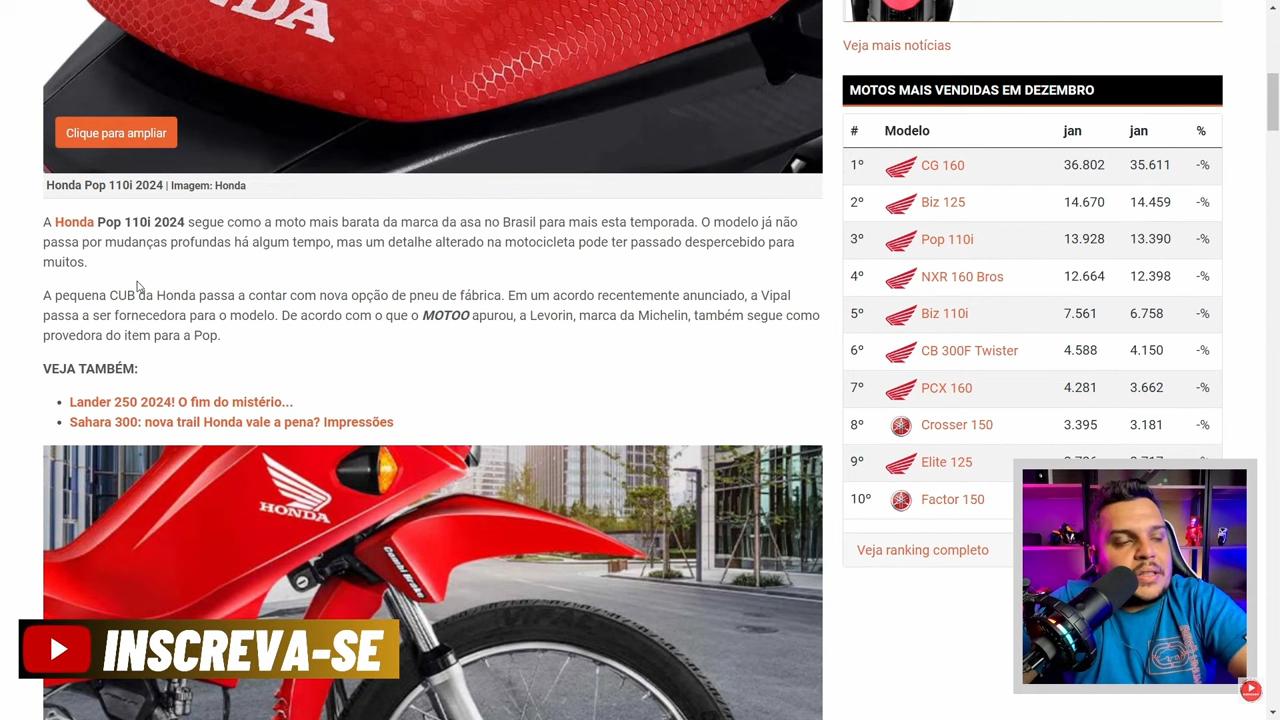 NDA
Clique para ampliar
Honda Pop 110i 2024 | Imagem: Honda
A Honda Pop 110i 2024 segue como a moto mais barata da marca da asa no Brasil para mais esta temporada. O modelo já não
passa por mudanças profundas há algum tempo, mas um detalhe alterado na motocicleta pode ter passado despercebido para
muitos.
A pequena CUB da Honda passa a contar com nova opção de pneu de fábrica. Em um acordo recentemente anunciado, a Vipal
passa a ser fornecedora para o modelo. De acordo com o que o MOTOO apurou, a Levorin, marca da Michelin, também segue como
provedora do item para a Pop.
VEJA TAMBÉM:
• Lander 250 2024! O fim do mistério...
• Sahara 300: nova trail Honda vale a pena? Impressões
HONDA
Combi Brake
INSCREVA-SE
Veja mais notícias
MOTOS MAIS VENDIDAS EM DEZEMBRO
# Modelo jan jan %
1º CG 160 36.802 35.611 -%
2º Biz 125 14.670 14.459 -%
3º Pop 110i 13.928 13.390 -%
4º NXR 160 Bros 12.664 12.398 -%
5º Biz 110i 7.561 6.758 -%
6º CB 300F Twister 4.588 4.150 -%
7º PCX 160 4.281 3.662 -%
8º Crosser 150 3.395 3.181 -%
9º Elite 125
10º Factor 150
Veja ranking completo